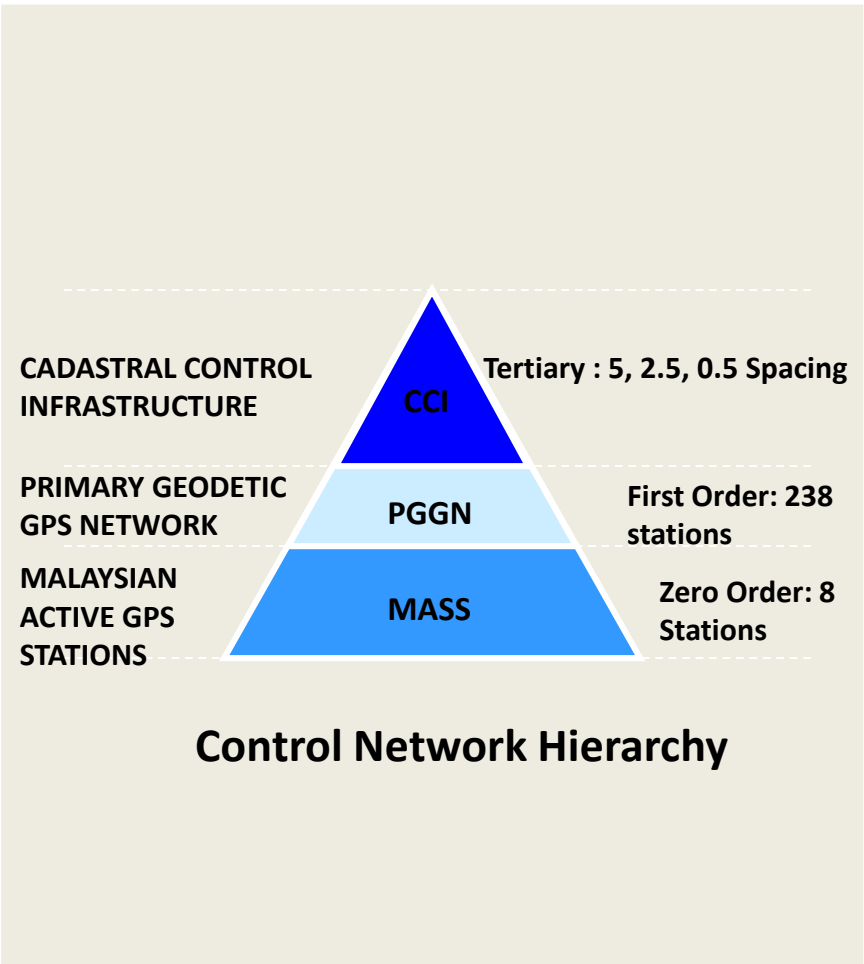 CADASTRAL CONTROL
INFRASTRUCTURE
CCI
Tertiary : 5, 2.5, 0.5 Spacing
PRIMARY GEODETIC
GPS NETWORK
PGGN
First Order: 238
stations
MALAYSIAN
ACTIVE GPS
STATIONS
MASS
Zero Order: 8
Stations
Control Network Hierarchy